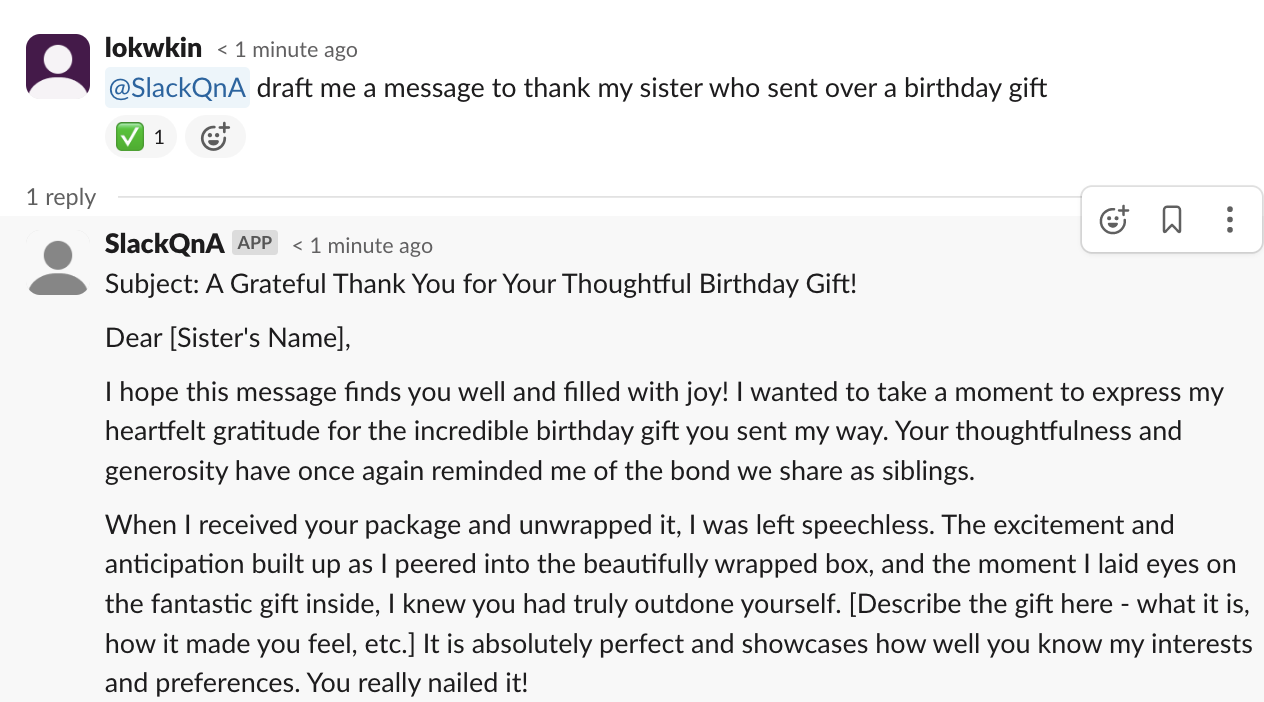 lokwkin < 1 minute ago
@SlackQnA draft me a message to thank my sister who sent over a birthday gift
1
1 reply
SlackQnA APP < 1 minute ago
Subject: A Grateful Thank You for Your Thoughtful Birthday Gift!
Dear [Sister's Name],
I hope this message finds you well and filled with joy! I wanted to take a moment to express my
heartfelt gratitude for the incredible birthday gift you sent my way. Your thoughtfulness and
generosity have once again reminded me of the bond we share as siblings.
When I received your package and unwrapped it, I was left speechless. The excitement and
anticipation built up as I peered into the beautifully wrapped box, and the moment I laid eyes on
the fantastic gift inside, I knew you had truly outdone yourself. [Describe the gift here - what it is,
how it made you feel, etc.] It is absolutely perfect and showcases how well you know my interests
and preferences. You really nailed it!